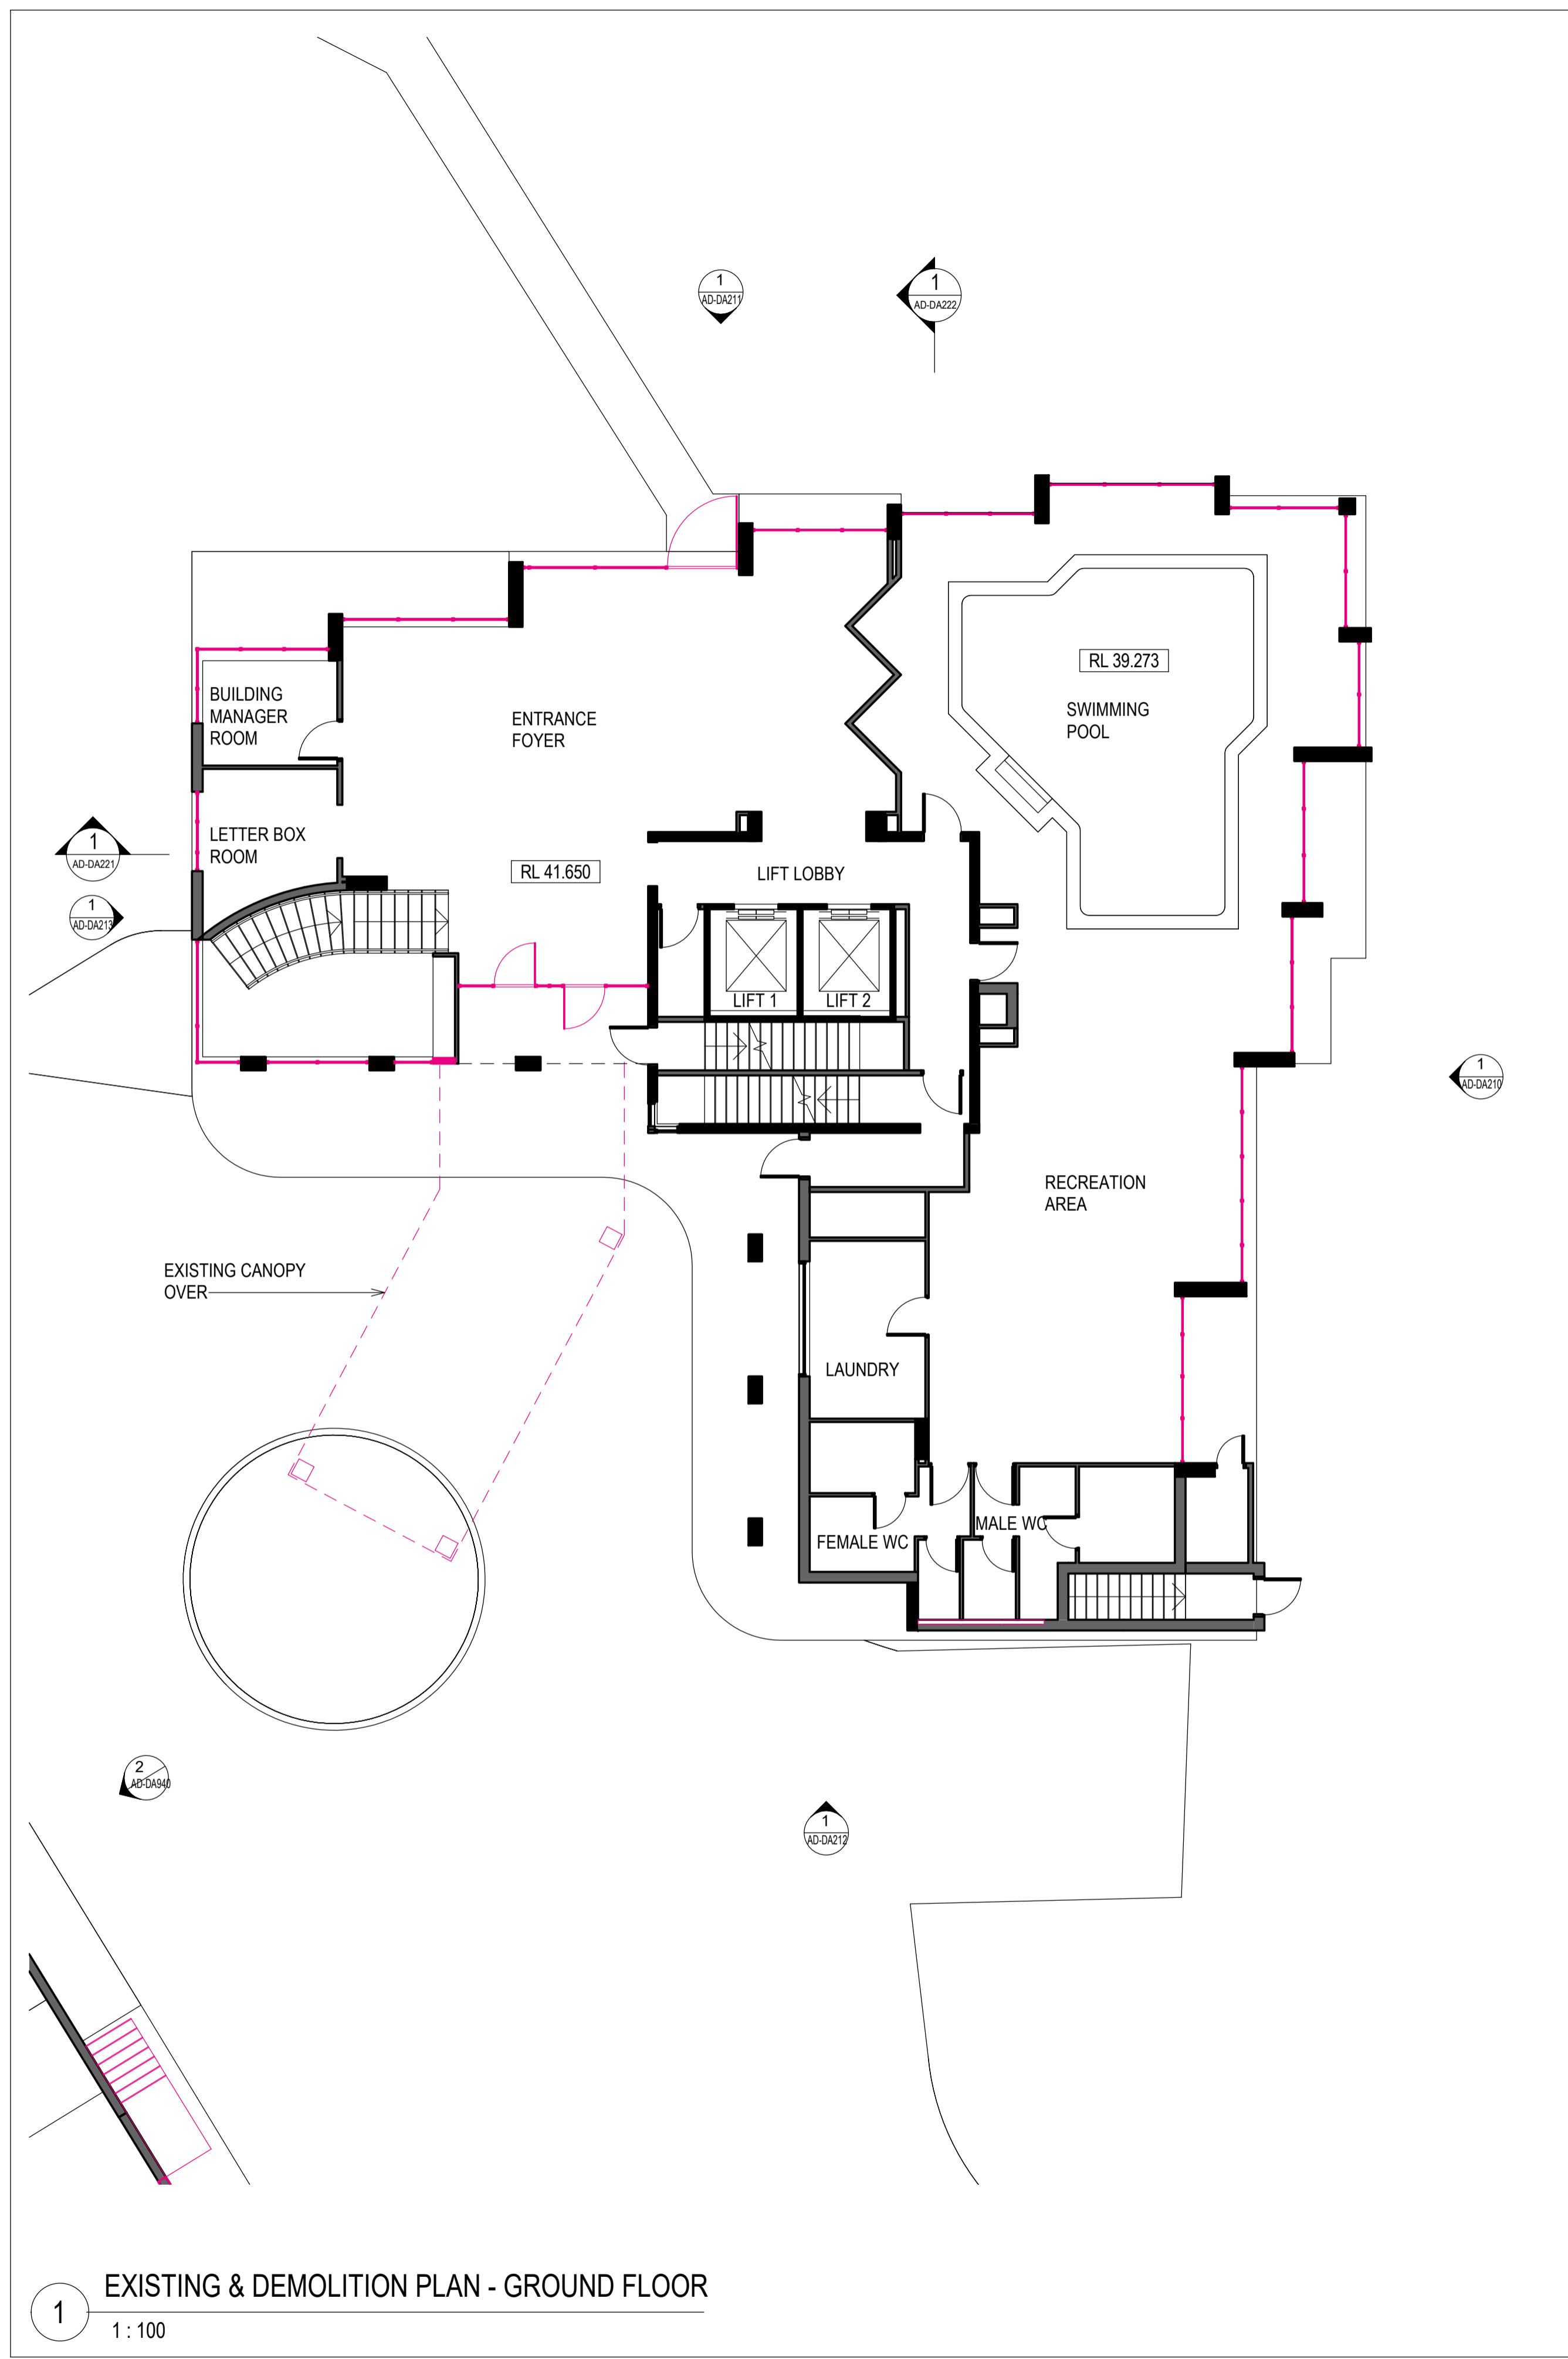 1
AD-DA211
1
AD-DA222
RL 39.273
SWIMMING
POOL
BUILDING
MANAGER
ROOM
ENTRANCE
FOYER
LETTER BOX
ROOM
1
AD-DA221
RL 41.650
LIFT LOBBY
1
AD-DA213
LIFT 1
LIFT 2
1
AD-DA210
RECREATION
AREA
EXISTING CANOPY
OVER
LAUNDRY
FEMALE WC
MALE WC
2
AD-DA940
1
AD-DA212
1
EXISTING & DEMOLITION PLAN - GROUND FLOOR
1 : 100